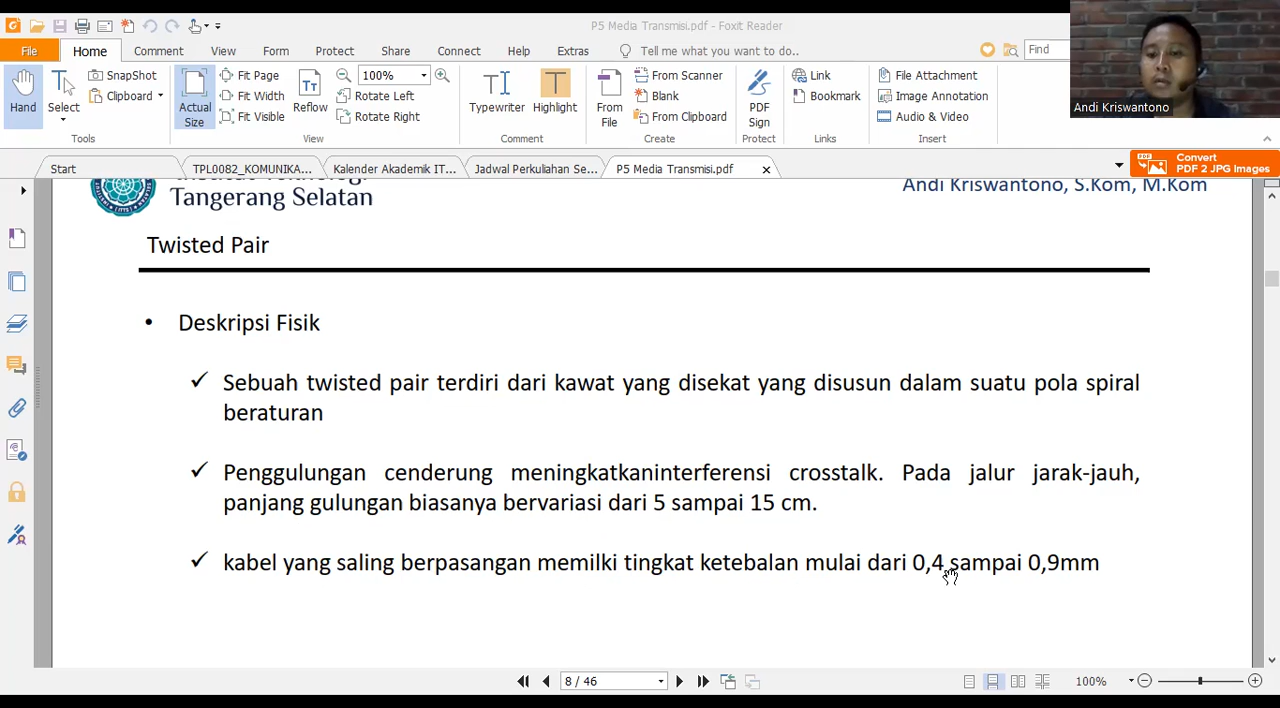 P5 Media Transmisi.pdf - Foxit Reader
File Home Comment View Form Protect Share Connect Help Extras Tell me what you want to do.. Find
Hand
Select
SnapShot
Clipboard
Tools
Actual
Size
Fit Page
Fit Width
Fit Visible
Reflow
100%
Rotate Left
Rotate Right
View
Typewriter
Highlight
Comment
From
File
From Scanner
Blank
From Clipboard
Create
PDF
Sign
Protect
Link
Bookmark
Links
File Attachment
Image Annotation
Audio & Video
Insert
Andi Kriswantono
Start TPL0082_KOMUNIKA... Kalender Akademik IT... Jadwal Perkuliahan Se... P5 Media Transmisi.pdf
Convert
PDF 2 JPG Images
Tangerang Selatan
Andi Kriswantono, S.Kom, M.Kom
Twisted Pair
• Deskripsi Fisik
✓ Sebuah twisted pair terdiri dari kawat yang disekat yang disusun dalam suatu pola spiral
beraturan
✓ Penggulungan cenderung meningkatkaninterferensi crosstalk. Pada jalur jarak-jauh,
panjang gulungan biasanya bervariasi dari 5 sampai 15 cm.
✓ kabel yang saling berpasangan memilki tingkat ketebalan mulai dari 0,4 sampai 0,9mm
8 / 46
100%